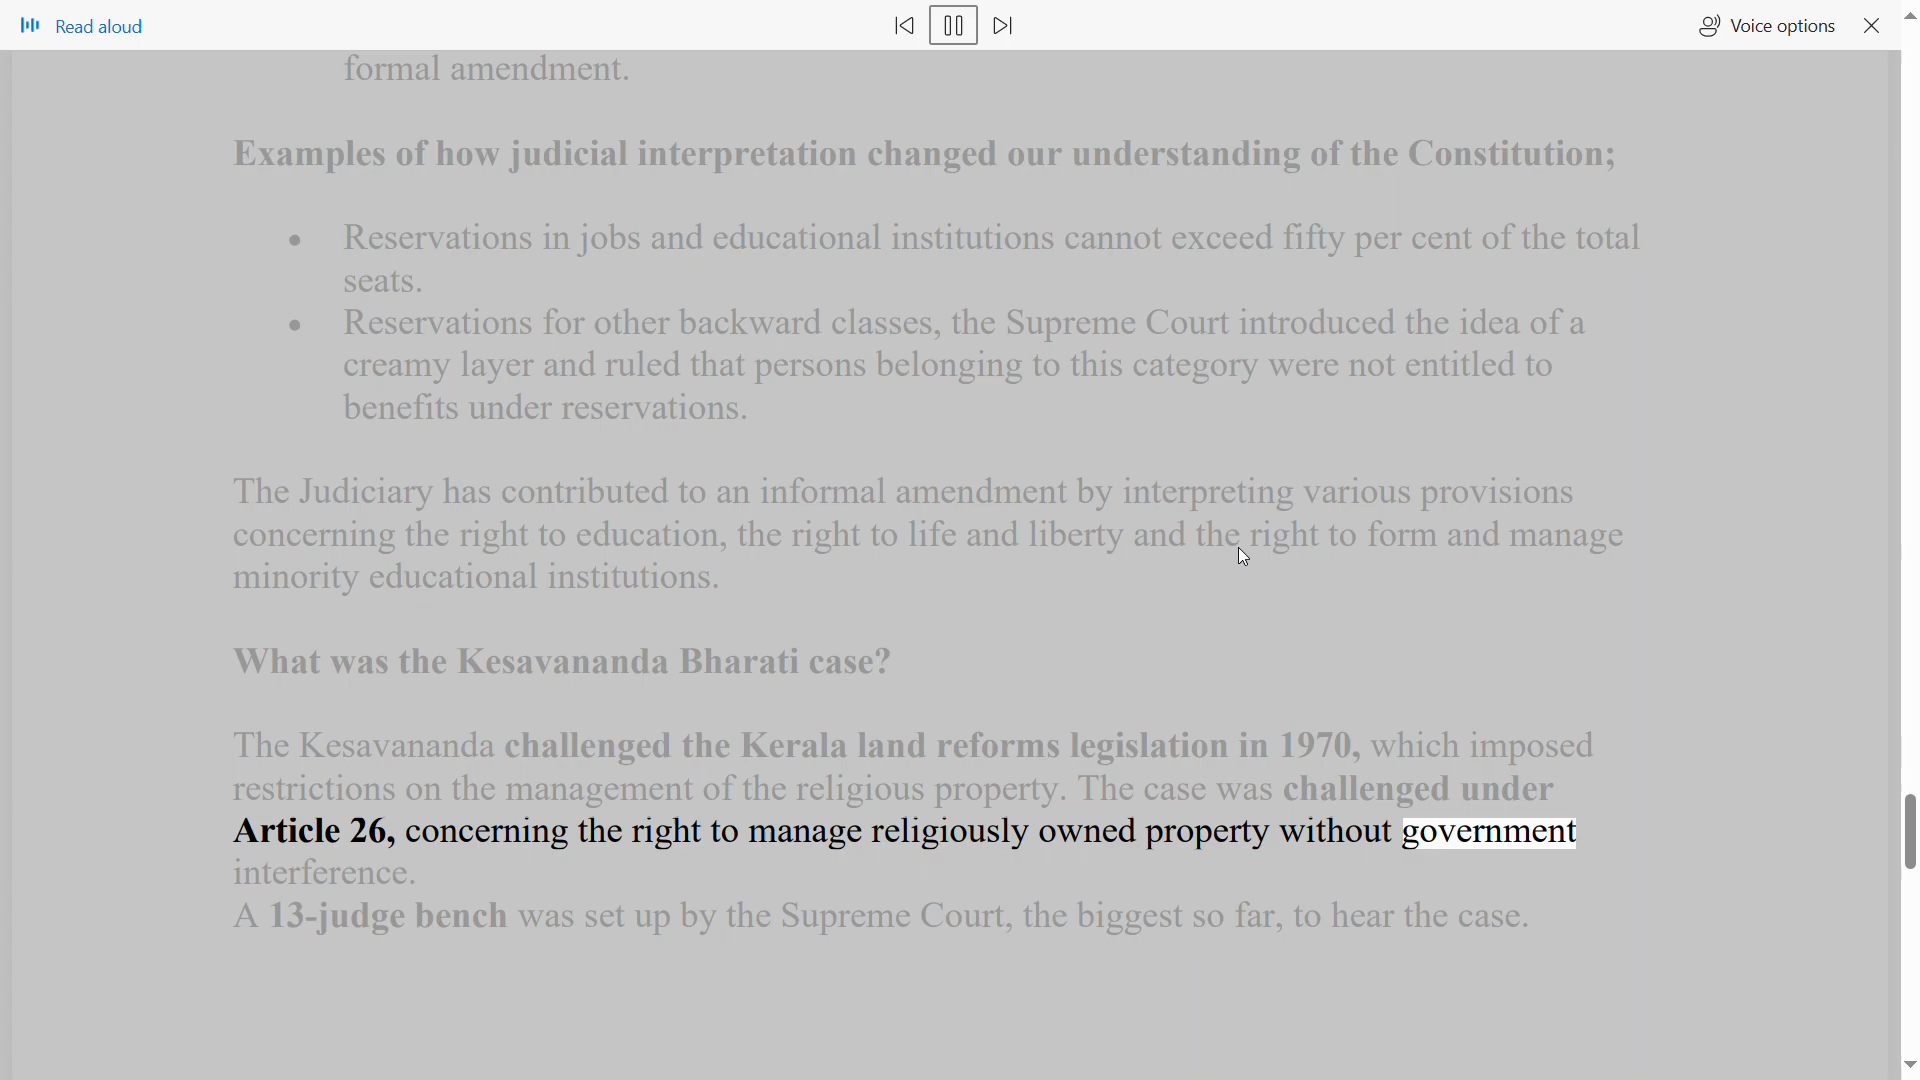 Read aloud
Voice options
formal amendment.
Examples of how judicial interpretation changed our understanding of the Constitution;
• Reservations in jobs and educational institutions cannot exceed fifty per cent of the total
seats.
• Reservations for other backward classes, the Supreme Court introduced the idea of a
creamy layer and ruled that persons belonging to this category were not entitled to
benefits under reservations.
The Judiciary has contributed to an informal amendment by interpreting various provisions
concerning the right to education, the right to life and liberty and the right to form and manage
minority educational institutions.
What was the Kesavananda Bharati case?
The Kesavananda challenged the Kerala land reforms legislation in 1970, which imposed
restrictions on the management of the religious property. The case was challenged under
Article 26, concerning the right to manage religiously owned property without government
interference.
A 13-judge bench was set up by the Supreme Court, the biggest so far, to hear the case.